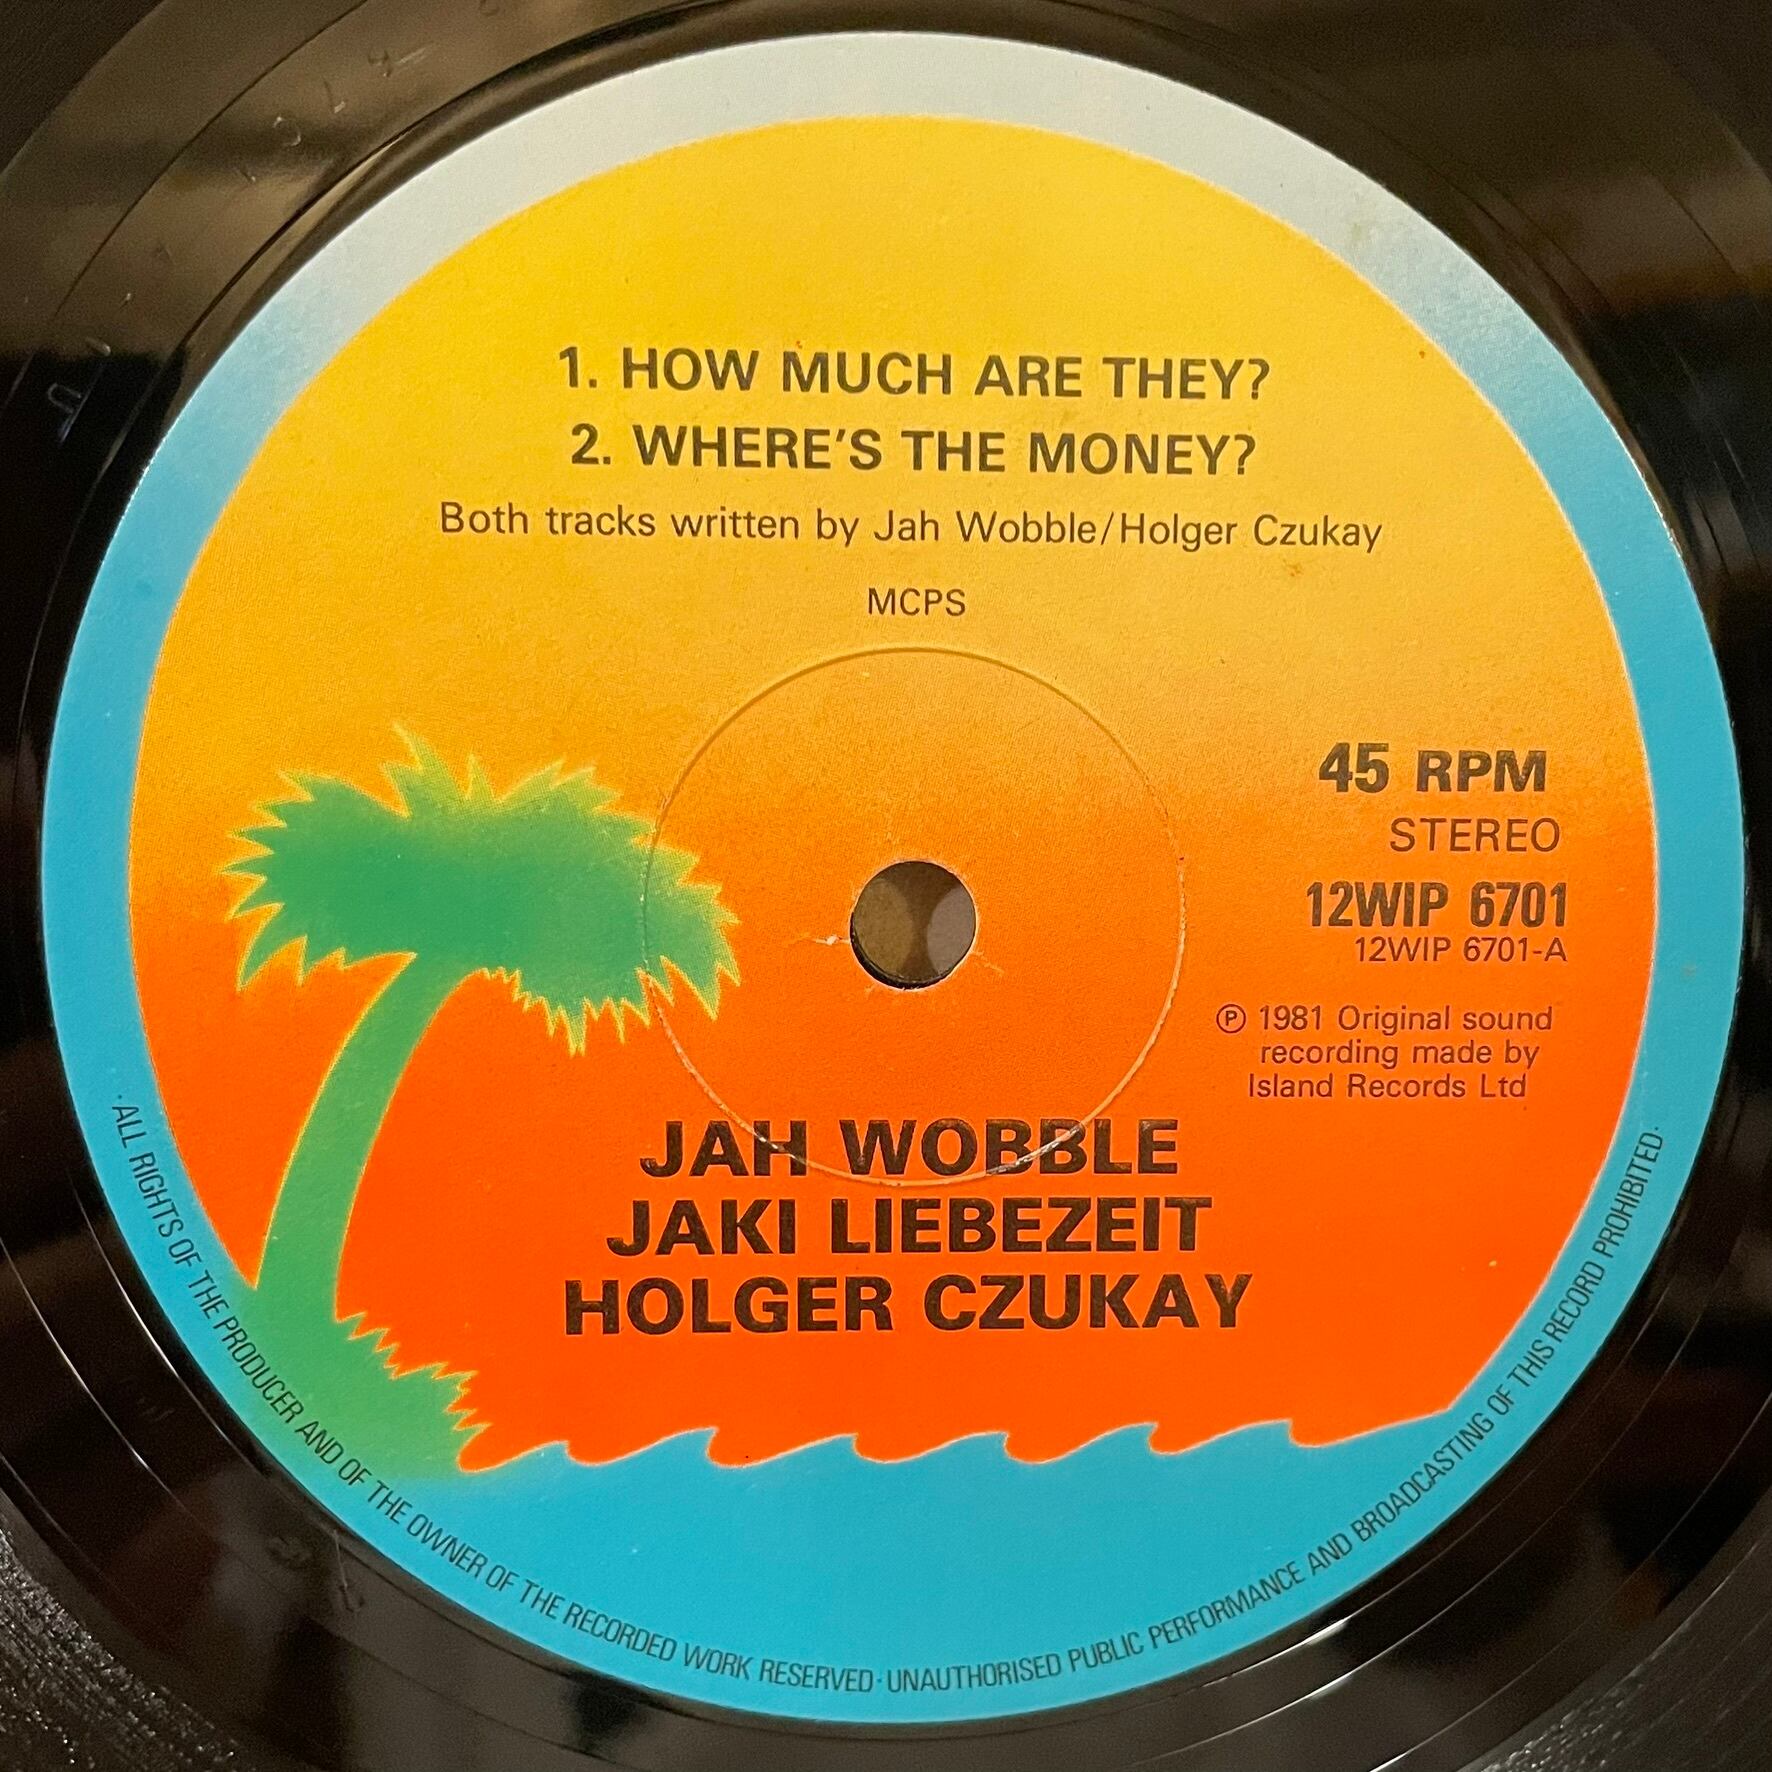 1. HOW MUCH ARE THEY?
2. WHERE'S THE MONEY?
Both tracks written by Jah Wobble/Holger Czukay
MCPS
45 RPM
STEREO
12WIP 6701
12WIP 6701-A
Ⓟ 1981 Original sound
recording made by
Island Records Ltd
JAH WOBBLE
JAKI LIEBEZEIT
HOLGER CZUKAY
·ALL RIGHTS OF THE PRODUCER AND OF THE OWNER OF THE RECORDED WORK RESERVED·UNAUTHORISED PUBLIC PERFORMANCE AND BROADCASTING OF THIS RECORD PROHIBITED·